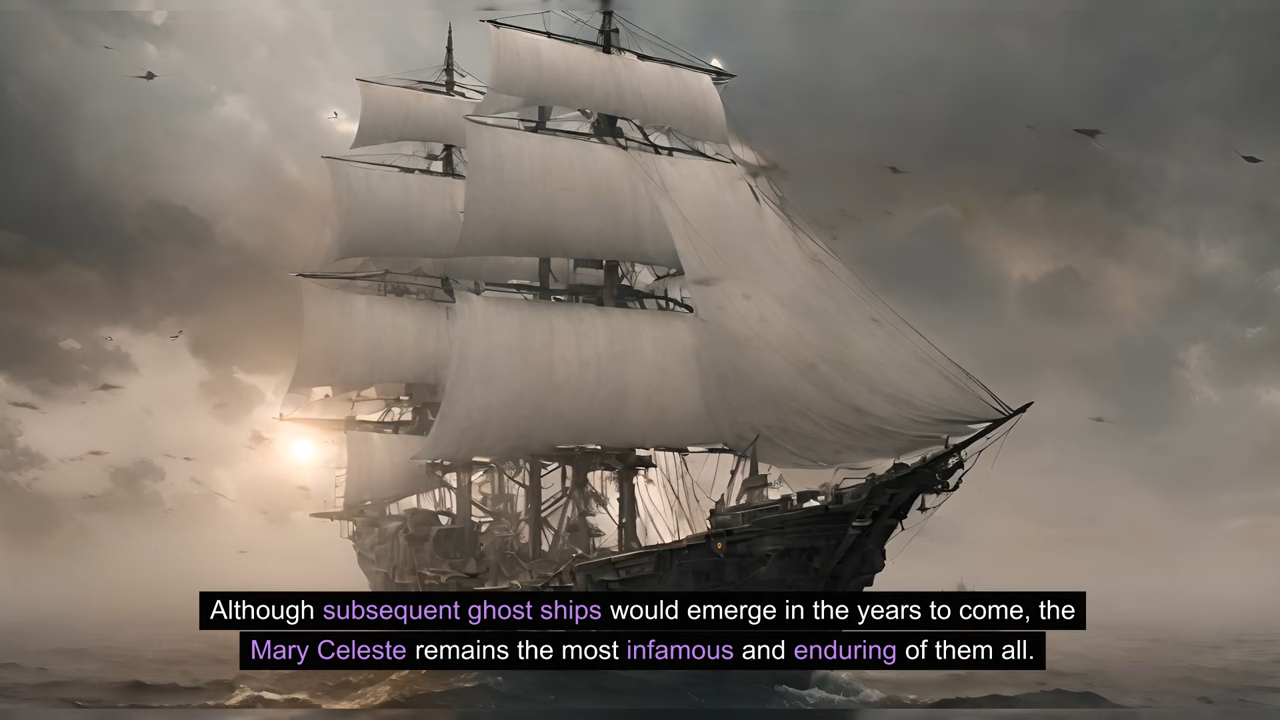 Although subsequent ghost ships would emerge in the years to come, the
Mary Celeste remains the most infamous and enduring of them all.